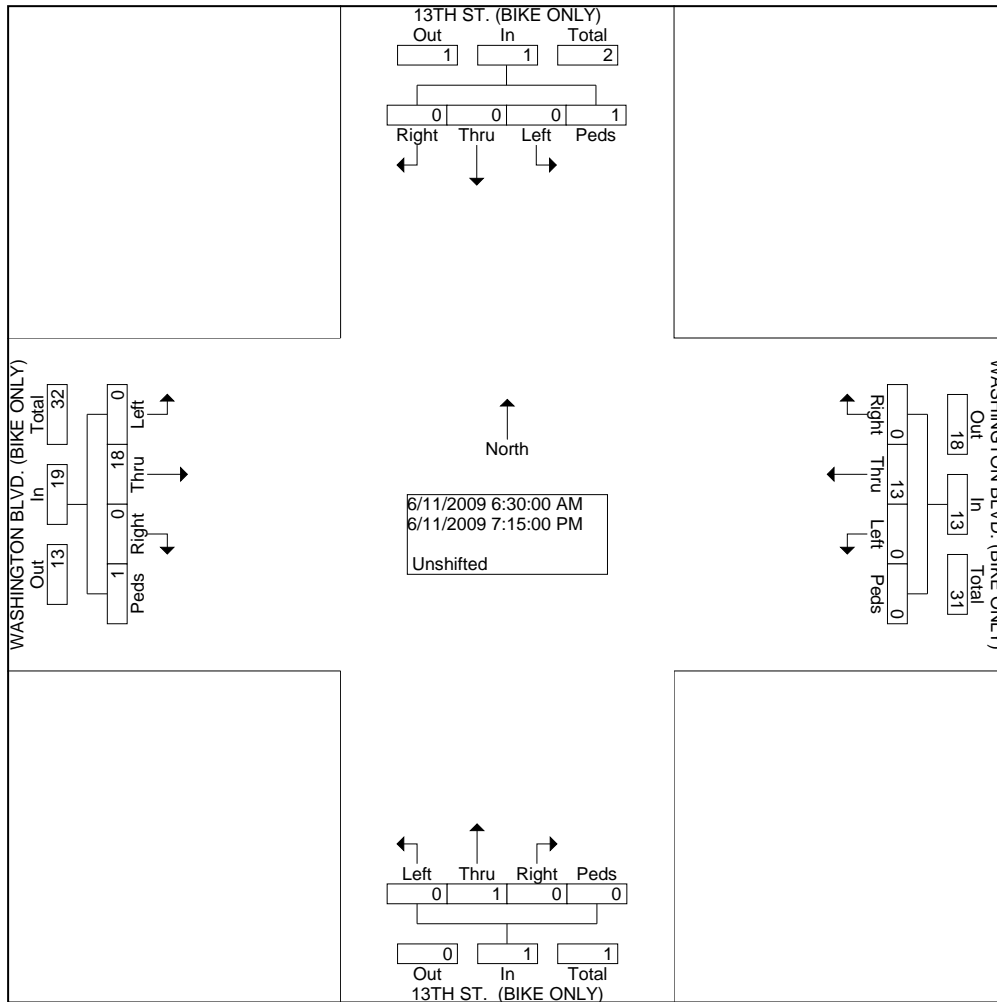 13TH ST. (BIKE ONLY)
Out In Total
1 1 2
0 0 0 1
Right Thru Left Peds
WASHINGTON BLVD. (BIKE ONLY)
Total In Out
32 19 13
0 18 0 1
Left Thru Right Peds
North
6/11/2009 6:30:00 AM
6/11/2009 7:15:00 PM
Unshifted
WASHINGTON BLVD. (BIKE ONLY)
Out In Total
18 13 31
0 13 0 0
Right Thru Left Peds
Left Thru Right Peds
0 1 0 0
0 1 1
Out In Total
13TH ST. (BIKE ONLY)